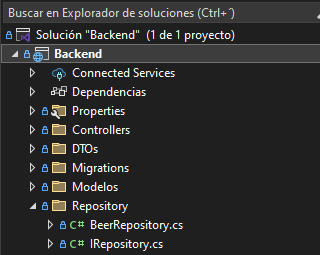 Buscar en Explorador de soluciones (Ctrl+´)
Solución "Backend" (1 de 1 proyecto)
Backend
Connected Services
Dependencias
Properties
Controllers
DTOs
Migrations
Modelos
Repository
C# BeerRepository.cs
C# IRepository.cs